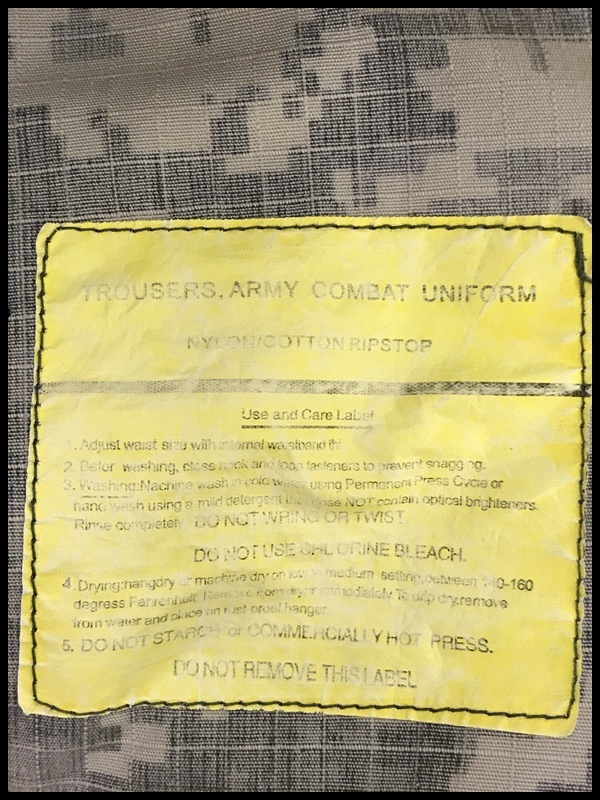 TROUSERS, ARMY COMBAT UNIFORM
NYLON/COTTON RIPSTOP
Use and Care Label
1. Adjust waist size with internal waistband
2. Befor washing, close hook and loop fasteners to prevent snagging.
3. Washing: Machine wash in cold water using Permanent Press Cycle or
hand wash using a mild detergent that does NOT contain optical brighteners.
Rinse completely DO NOT WRING OR TWIST.
DO NOT USE CHLORINE BLEACH.
4. Drying: hangdry or machine dry on low to medium setting, between 140-160
degrees Fahrenheit. Remove from dryer immediately To drip dry, remove
from water and place on rust proof hanger.
5. DO NOT STARCH or COMMERCIALLY HOT PRESS.
DO NOT REMOVE THIS LABEL